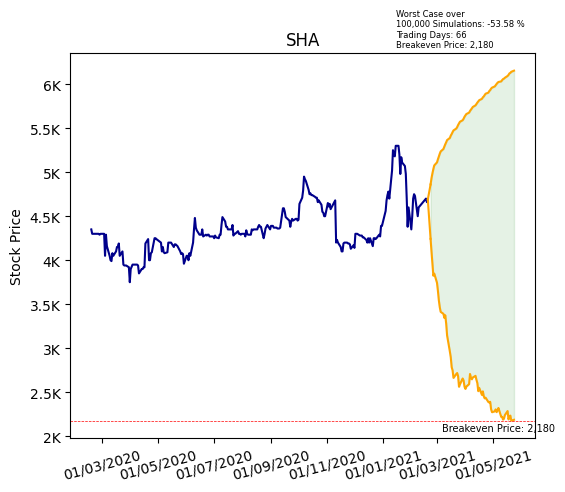 Worst Case over
100,000 Simulations: -53.58 %
Trading Days: 66
Breakeven Price: 2,180
SHA
Stock Price
6K
5.5K
5K
4.5K
4K
3.5K
3K
2.5K
2K
Breakeven Price: 2,180
01/03/2020 01/05/2020 01/07/2020 01/09/2020 01/11/2020 01/01/2021 01/03/2021 01/05/2021